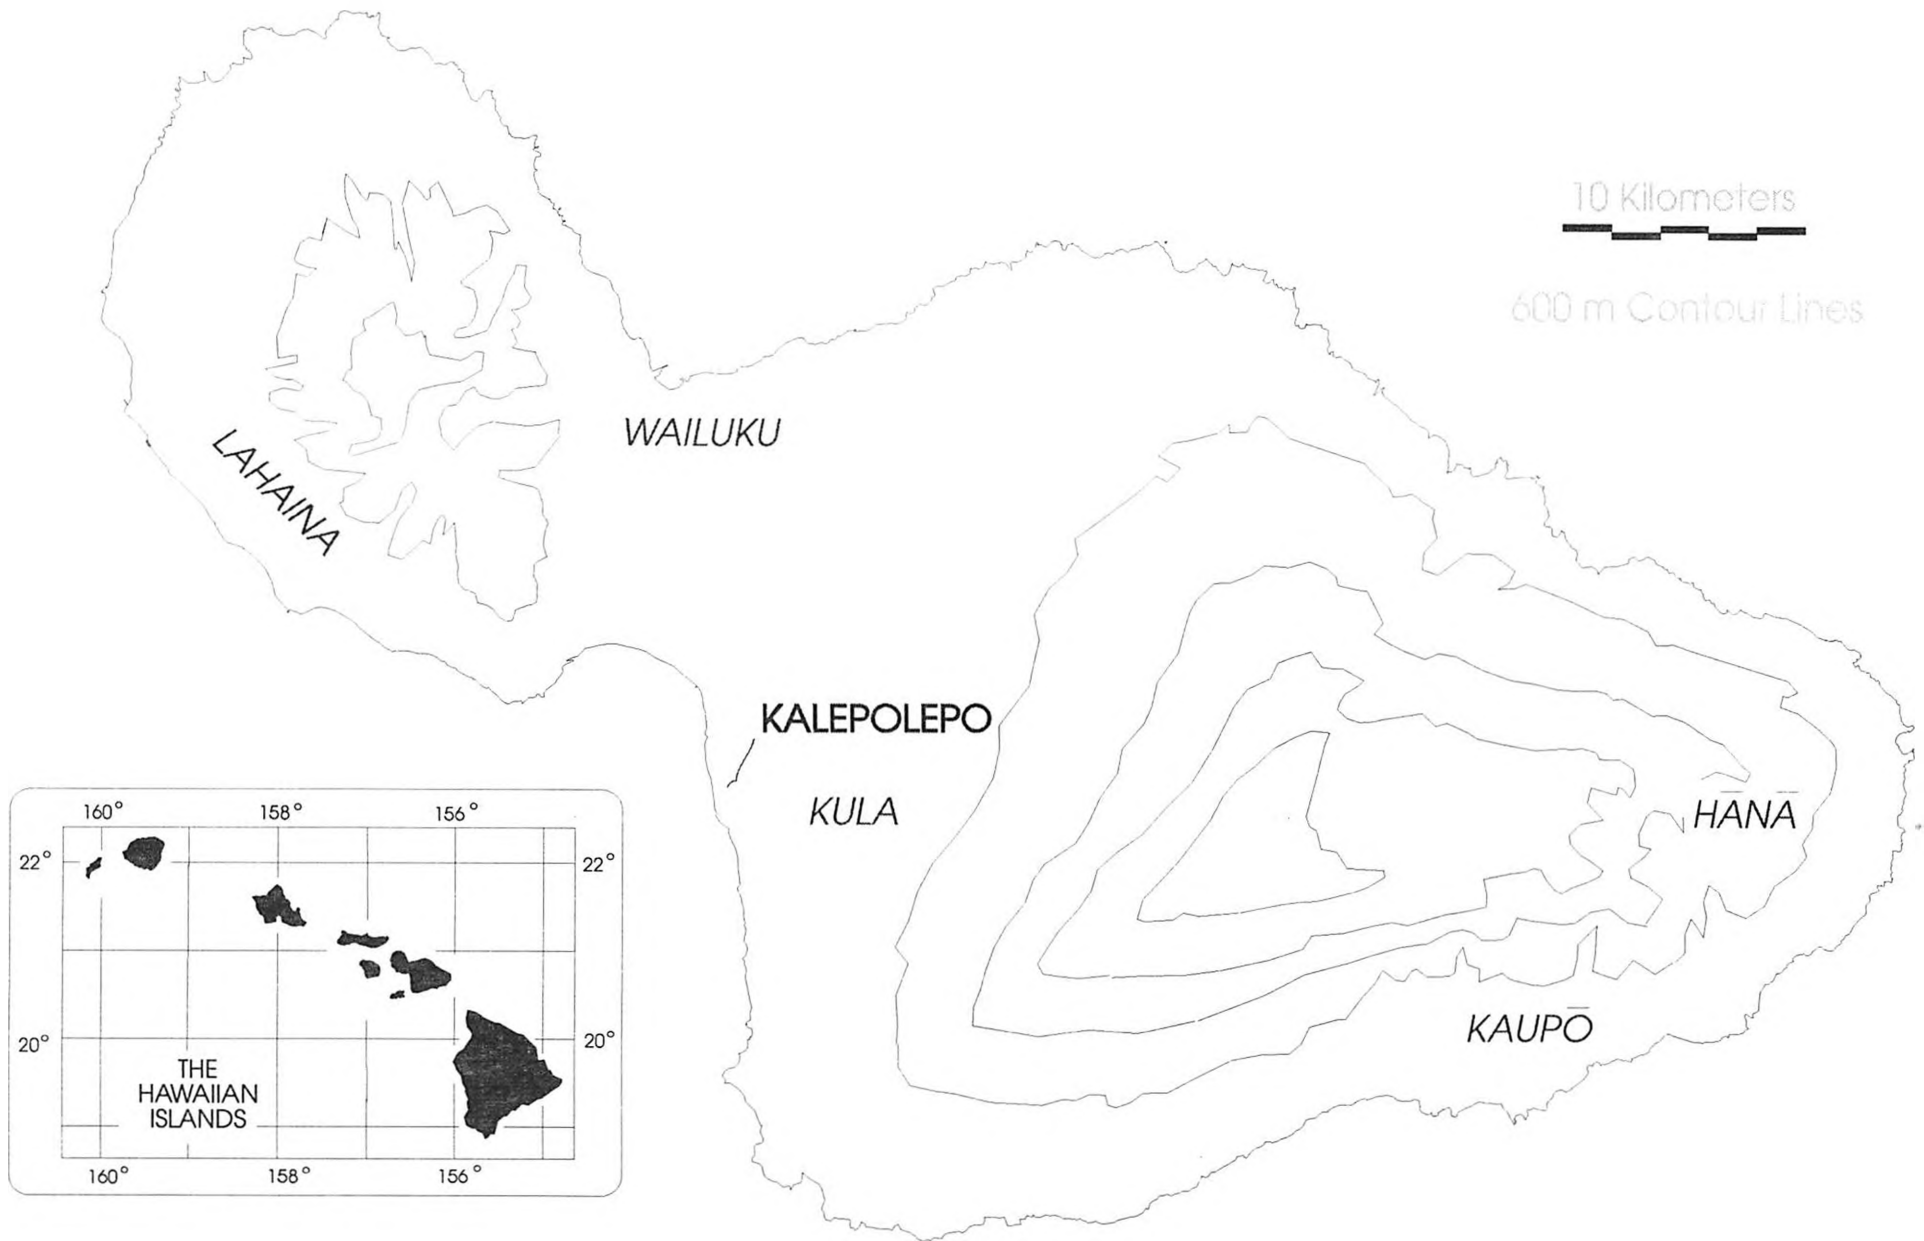 10 Kilometers
600 m Contour Lines
WAILUKU
LAHAINA
KALEPOLEPO
KULA
HĀNĀ
KAUPŌ
160° 158° 156°
22° 22°
20° 20°
THE
HAWAIIAN
ISLANDS
160° 158° 156°